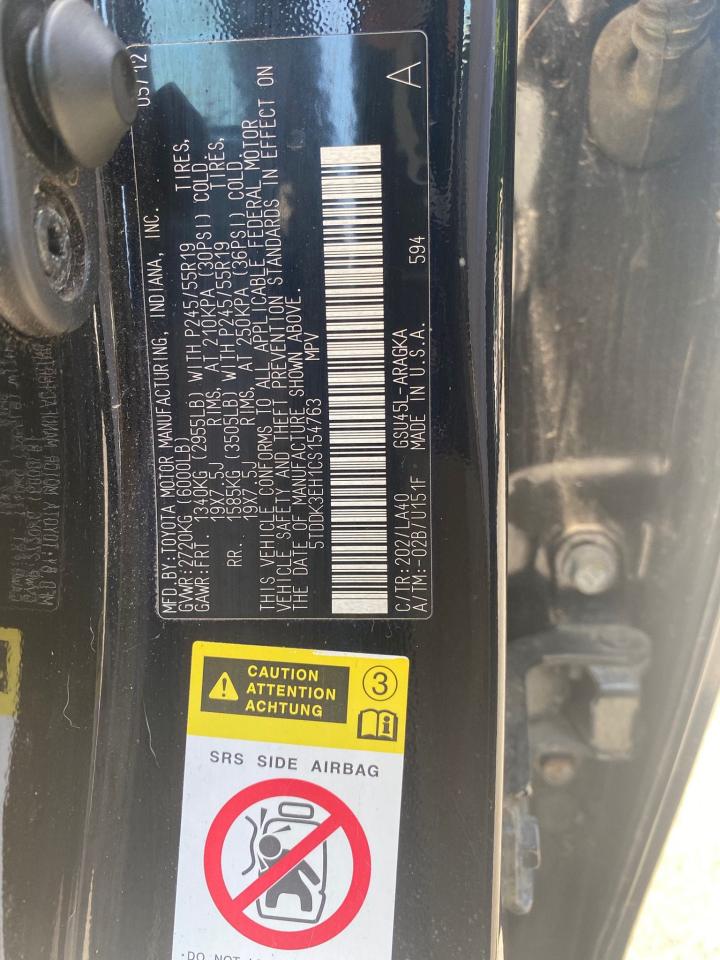 MFD.BY:TOYOTA MOTOR MANUFACTURING, INDIANA, INC. 05/12
GVWR:2720KG (6000LB)
GAWR:FRT. 1340KG (2955LB) WITH P245/55R19 TIRES,
19X7.5J RIMS, AT 210KPA (30PSI) COLD.
RR. 1585KG (3505LB) WITH P245/55R19 TIRES,
19X7.5J RIMS, AT 250KPA (36PSI) COLD.
THIS VEHICLE CONFORMS TO ALL APPLICABLE FEDERAL MOTOR
VEHICLE SAFETY AND THEFT PREVENTION STANDARDS IN EFFECT ON
THE DATE OF MANUFACTURE SHOWN ABOVE.
5TDDK3EH1CS154763 MPV
C/TR:202/LA40 GSU45L-ARAGKA 594 A
A/TM:-02B/U151F MADE IN U.S.A.
CAUTION
ATTENTION
ACHTUNG
3
SRS SIDE AIRBAG
·DO NOT